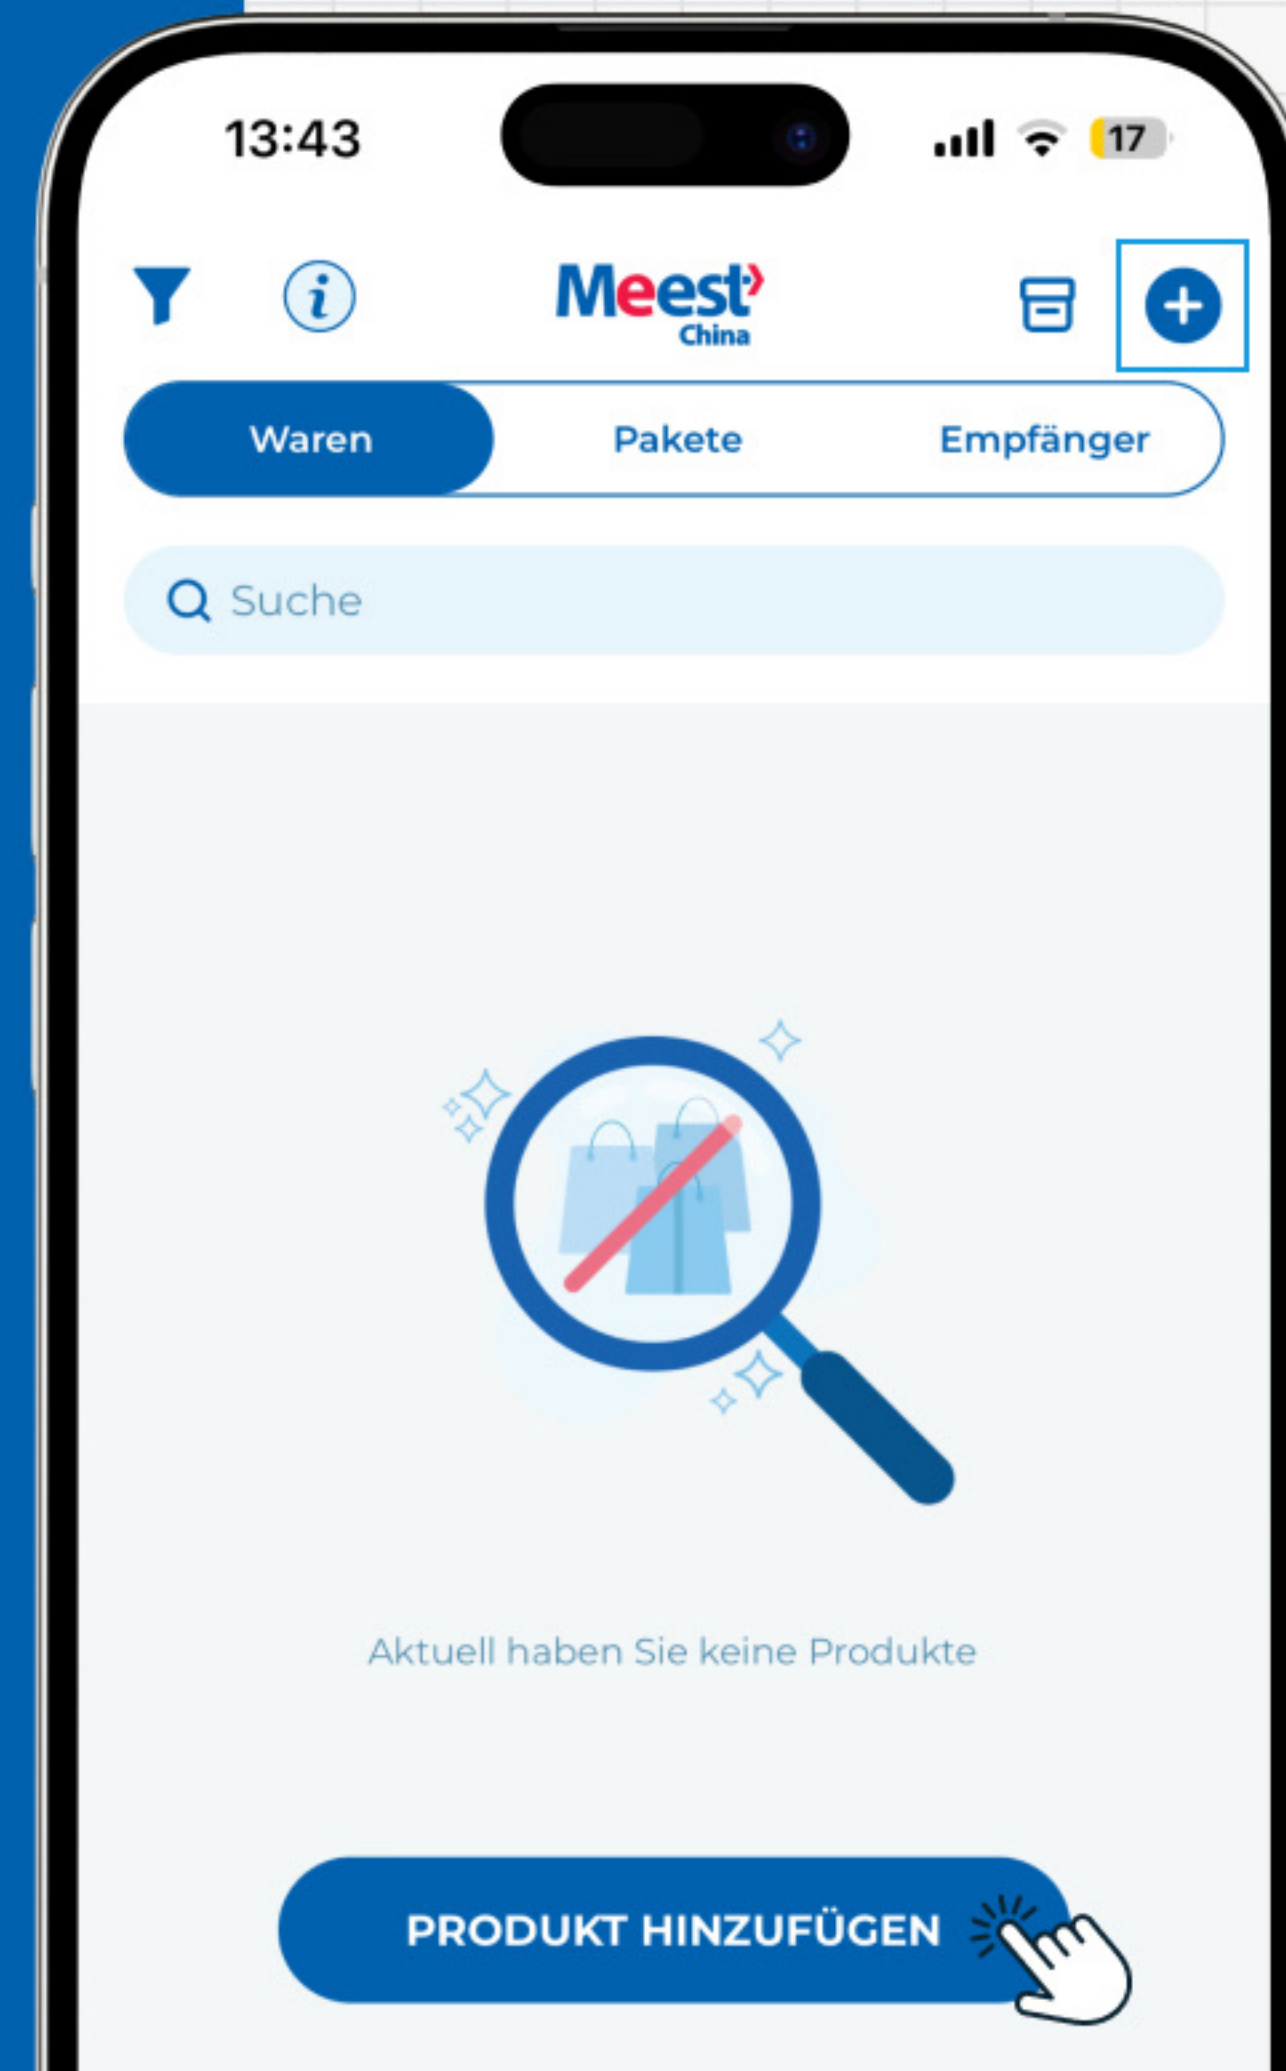 13:43
17
Meest
China
Waren
Pakete
Empfänger
Suche
Aktuell haben Sie keine Produkte
PRODUKT HINZUFÜGEN